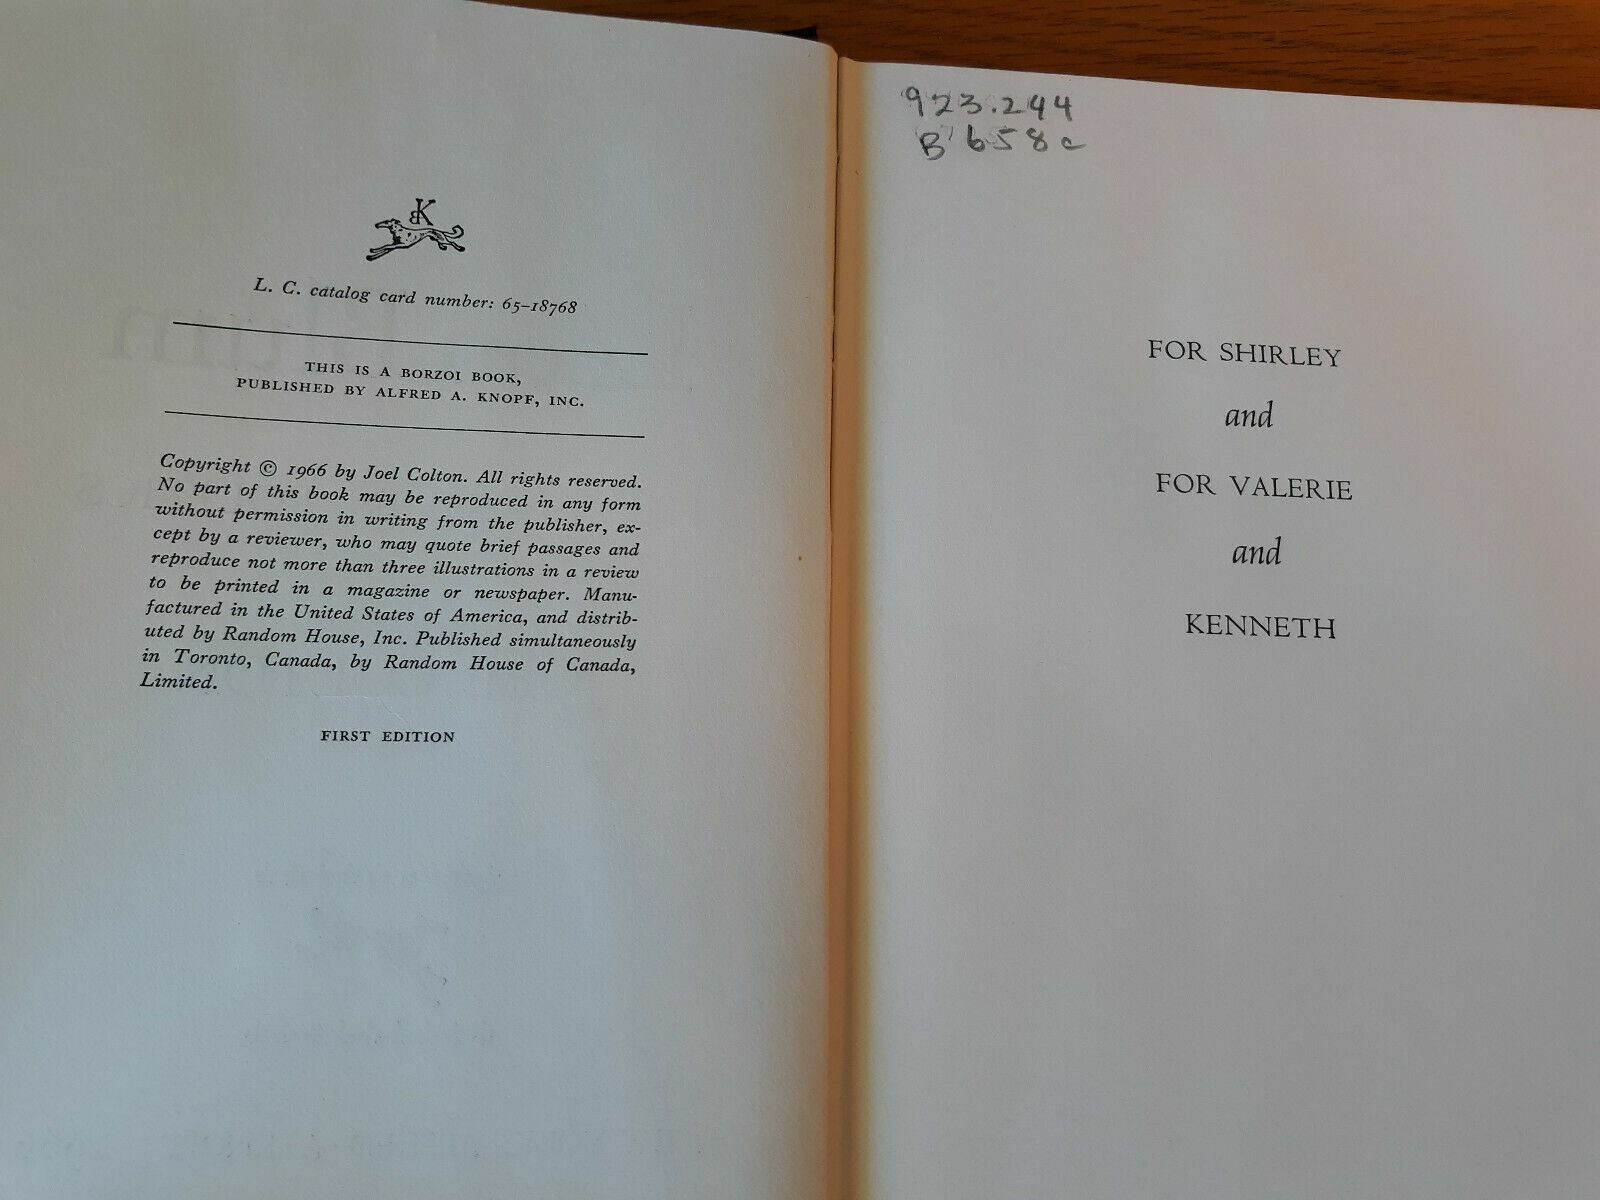 BK
L. C. catalog card number: 65-18768
THIS IS A BORZOI BOOK,
PUBLISHED BY ALFRED A. KNOPF, INC.
Copyright © 1966 by Joel Colton. All rights reserved.
No part of this book may be reproduced in any form
without permission in writing from the publisher, ex-
cept by a reviewer, who may quote brief passages and
reproduce not more than three illustrations in a review
to be printed in a magazine or newspaper. Manu-
factured in the United States of America, and distrib-
uted by Random House, Inc. Published simultaneously
in Toronto, Canada, by Random House of Canada,
Limited.
FIRST EDITION
923.244
B658c
FOR SHIRLEY
and
FOR VALERIE
and
KENNETH